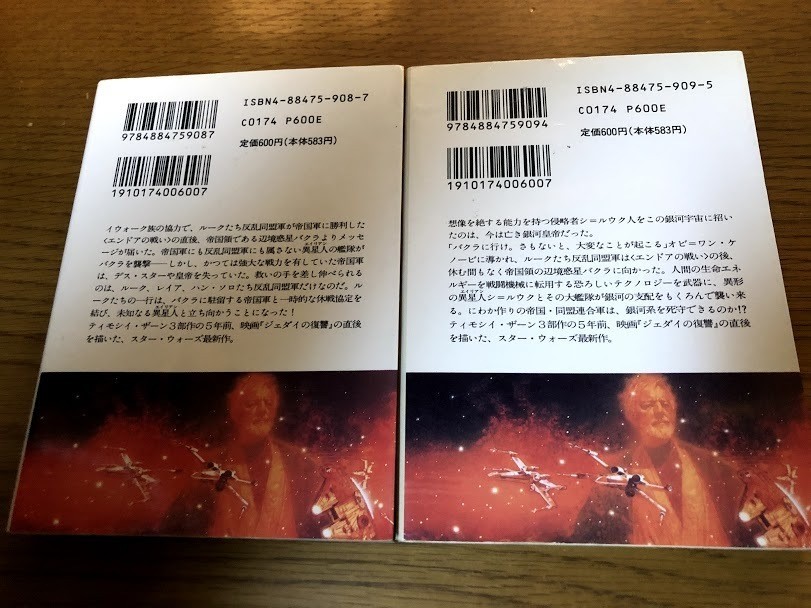 ISBN4-88475-908-7
C0174 P600E
定価600円(本体583円)
9784884759087
1910174006007
イウォーク族の協力で、ルークたち反乱同盟軍が帝国軍に勝利した
〈エンドアの戦い〉の直後、帝国領である辺境惑星バクラよりメッセ
ージが届いた。帝国軍にも反乱同盟軍にも属さない異星人の艦隊が
エイリアン
バクラを襲撃——しかし、かつては強大な戦力を有していた帝国軍
は、デス・スターや皇帝を失っていた。救いの手を差し伸べられる
のは、ルーク、レイア、ハン・ソロたち反乱同盟軍だけなのだ。ル
ークたちの一行は、バクラに駐留する帝国軍と一時的な休戦協定を
結び、未知なる異星人と立ち向かうことになった!
エイリアン
ティモシイ・ザーン3部作の5年前、映画『ジェダイの復讐』の直後
を描いた、スター・ウォーズ最新作。
ISBN4-88475-909-5
C0174 P600E
定価600円(本体583円)
9784884759094
1910174006007
想像を絶する能力を持つ侵略者シ=ルウク人をこの銀河宇宙に招い
たのは、今は亡き銀河皇帝だった。
「バクラに行け。さもないと、大変なことが起こる」オビ=ワン・ケ
ノービに導かれ、ルークたち反乱同盟軍は〈エンドアの戦い〉の後、
休む間もなく帝国領の辺境惑星バクラに向かった。人間の生命エネ
ルギーを戦闘機械に転用する恐ろしいテクノロジーを武器に、異形
の異星人シ=ルウクとその大艦隊が銀河の支配をもくろんで襲い来
エイリアン
る。にわか作りの帝国・同盟連合軍は、銀河系を死守できるのか!?
ティモシイ・ザーン3部作の5年前、映画『ジェダイの復讐』の直後
を描いた、スター・ウォーズ最新作。